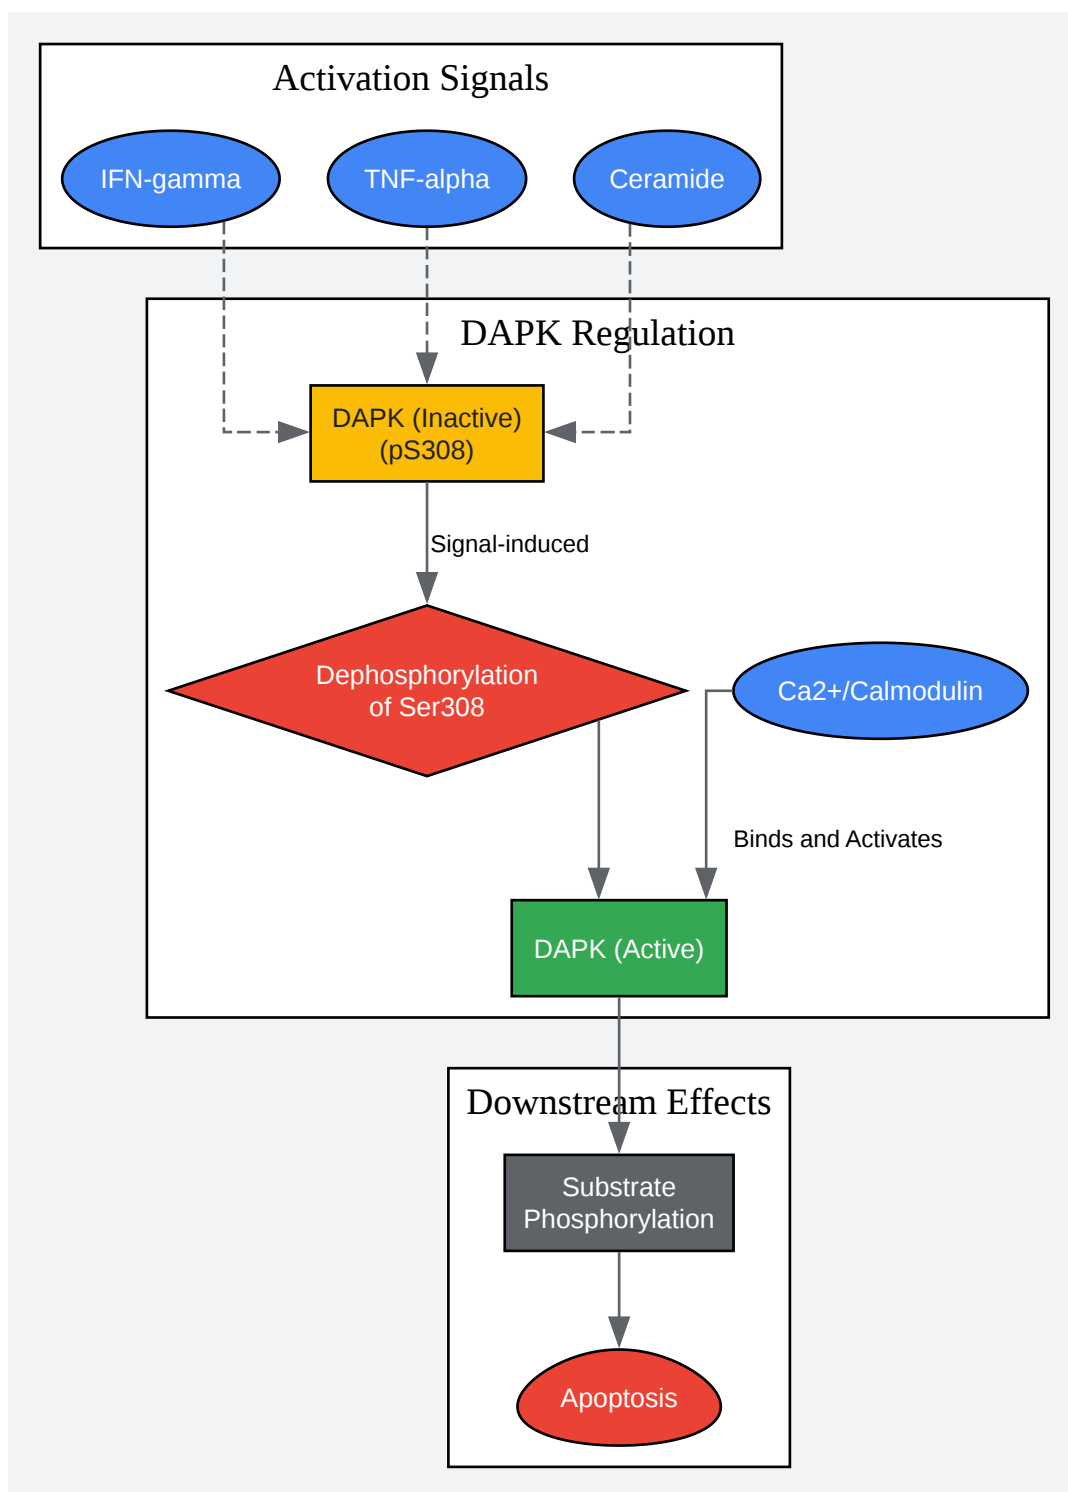 Activation Signals
IFN-gamma
TNF-alpha
Ceramide
DAPK Regulation
DAPK (Inactive)
(pS308)
Signal-induced
Dephosphorylation
of Ser308
Ca2+/Calmodulin
Binds and Activates
DAPK (Active)
Downstream Effects
Substrate
Phosphorylation
Apoptosis